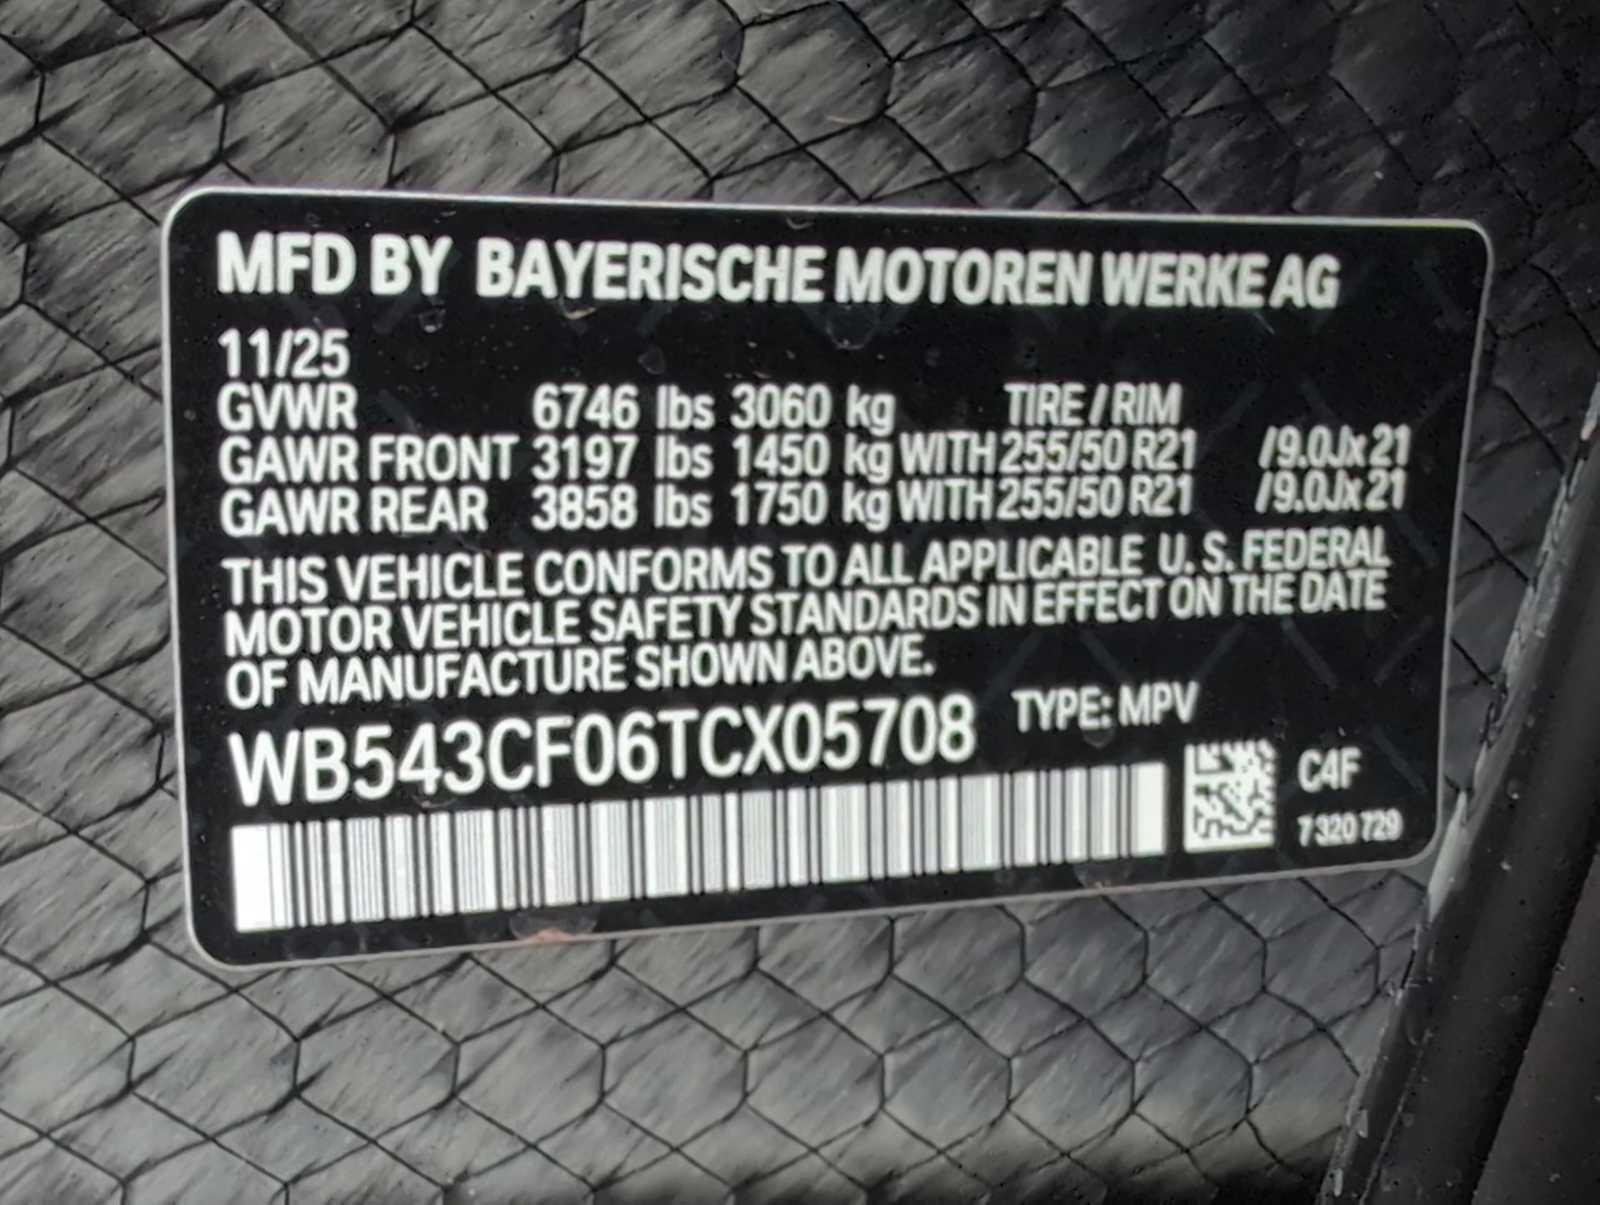 MFD BY BAYERISCHE MOTOREN WERKE AG
11/25
GVWR 6746 lbs 3060 kg TIRE / RIM
GAWR FRONT 3197 lbs 1450 kg WITH 255/50 R21 /9.0Jx21
GAWR REAR 3858 lbs 1750 kg WITH 255/50 R21 /9.0Jx21
THIS VEHICLE CONFORMS TO ALL APPLICABLE U. S. FEDERAL
MOTOR VEHICLE SAFETY STANDARDS IN EFFECT ON THE DATE
OF MANUFACTURE SHOWN ABOVE.
WB543CF06TCX05708 TYPE: MPV
C4F
7 320 729